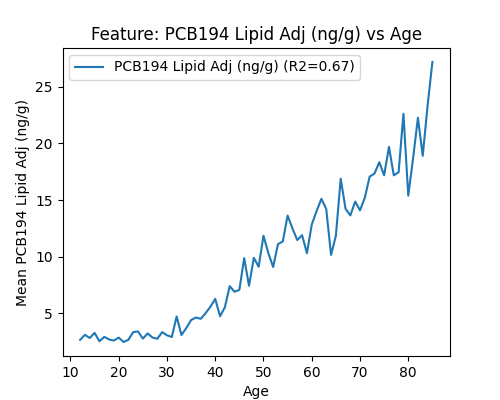 Feature: PCB194 Lipid Adj (ng/g) vs Age
PCB194 Lipid Adj (ng/g) (R2=0.67)
Mean PCB194 Lipid Adj (ng/g)
25
20
15
10
5
10 20 30 40 50 60 70 80
Age